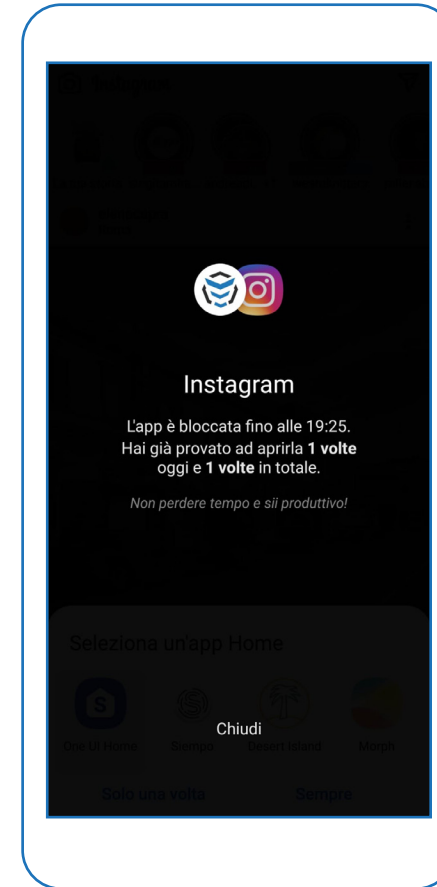 Instagram
L'app è bloccata fino alle 19:25.
Hai già provato ad aprirla 1 volte
oggi e 1 volte in totale.
Non perdere tempo e sii produttivo!
Seleziona un'app Home
S
Chiudi
One UI Home Siempo Desert Island Morph
Solo una volta Sempre